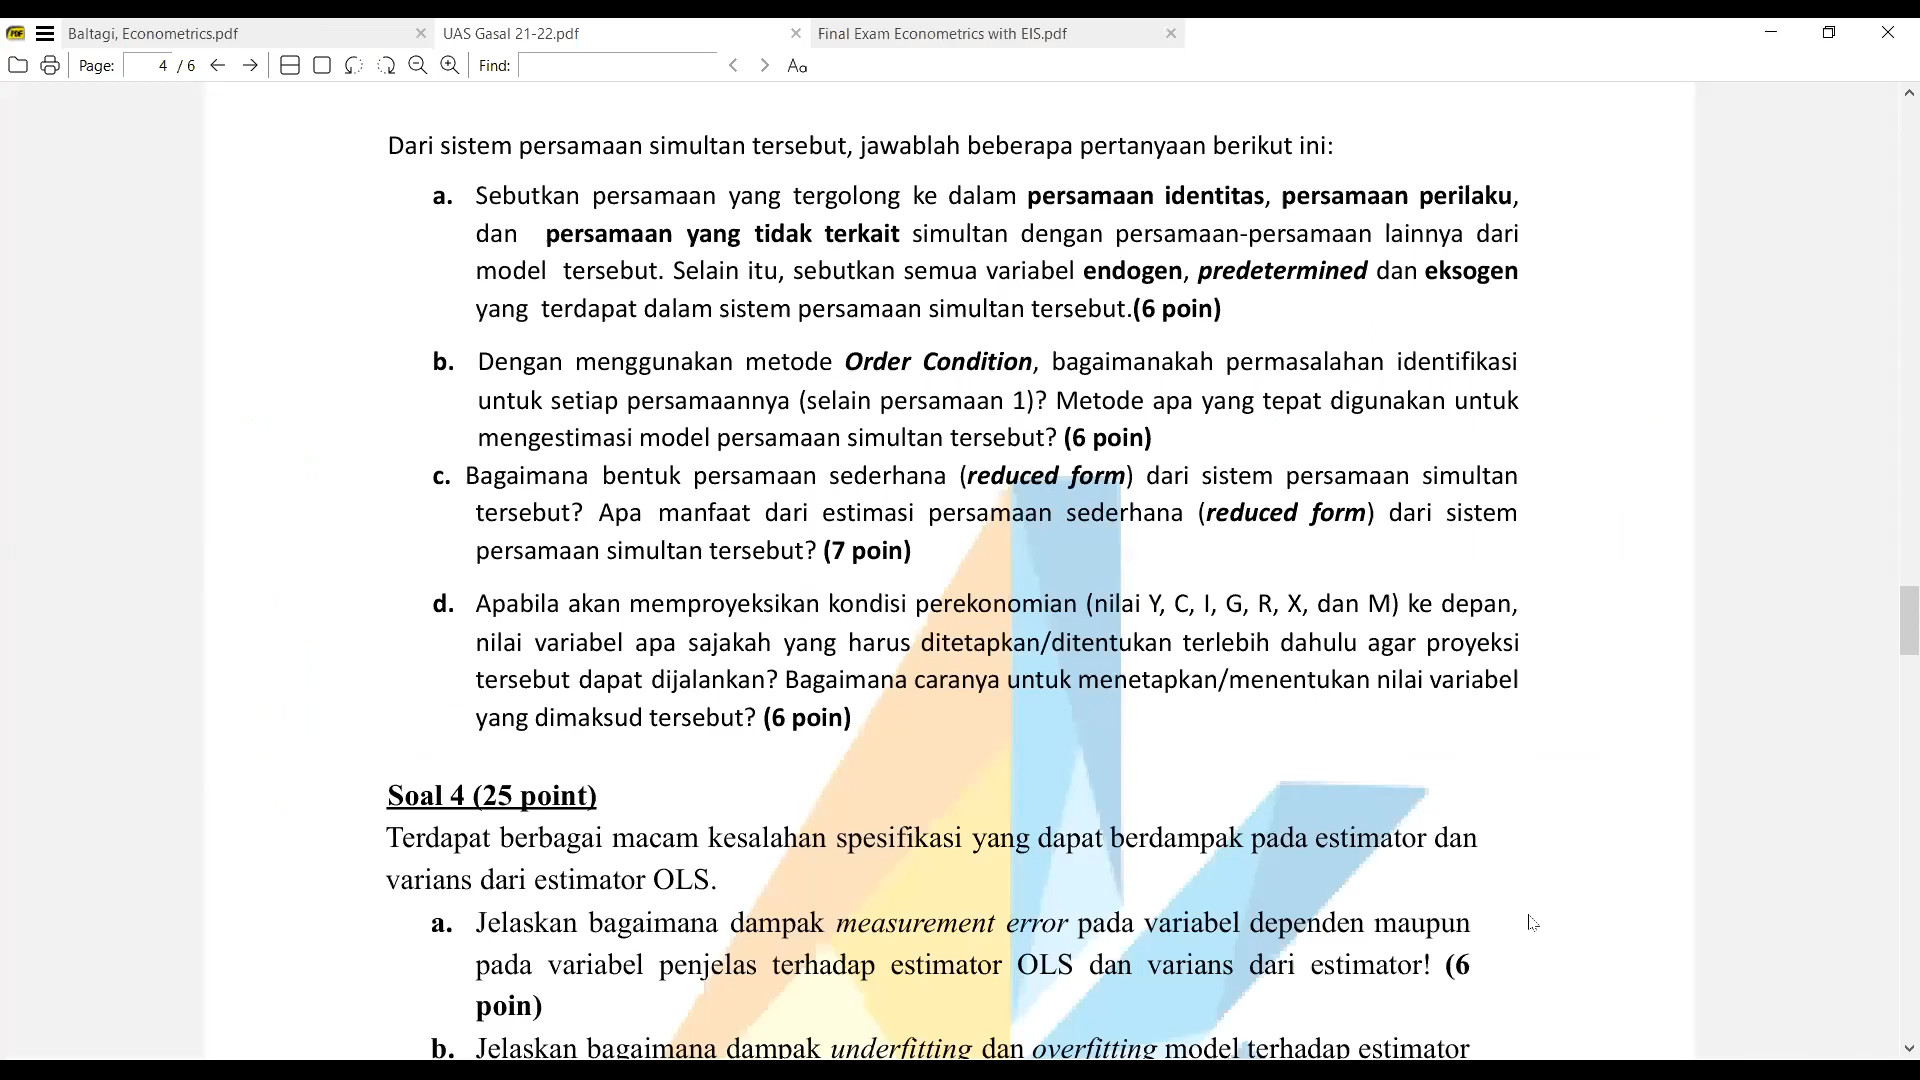 Baltagi, Econometrics.pdf
UAS Gasal 21-22.pdf
Final Exam Econometrics with EIS.pdf
Page: 4 / 6
Find:
Aa
Dari sistem persamaan simultan tersebut, jawablah beberapa pertanyaan berikut ini:
a. Sebutkan persamaan yang tergolong ke dalam persamaan identitas, persamaan perilaku,
dan persamaan yang tidak terkait simultan dengan persamaan-persamaan lainnya dari
model tersebut. Selain itu, sebutkan semua variabel endogen, predetermined dan eksogen
yang terdapat dalam sistem persamaan simultan tersebut.(6 poin)
b. Dengan menggunakan metode Order Condition, bagaimanakah permasalahan identifikasi
untuk setiap persamaannya (selain persamaan 1)? Metode apa yang tepat digunakan untuk
mengestimasi model persamaan simultan tersebut? (6 poin)
c. Bagaimana bentuk persamaan sederhana (reduced form) dari sistem persamaan simultan
tersebut? Apa manfaat dari estimasi persamaan sederhana (reduced form) dari sistem
persamaan simultan tersebut? (7 poin)
d. Apabila akan memproyeksikan kondisi perekonomian (nilai Y, C, I, G, R, X, dan M) ke depan,
nilai variabel apa sajakah yang harus ditetapkan/ditentukan terlebih dahulu agar proyeksi
tersebut dapat dijalankan? Bagaimana caranya untuk menetapkan/menentukan nilai variabel
yang dimaksud tersebut? (6 poin)
Soal 4 (25 point)
Terdapat berbagai macam kesalahan spesifikasi yang dapat berdampak pada estimator dan
varians dari estimator OLS.
a. Jelaskan bagaimana dampak measurement error pada variabel dependen maupun
pada variabel penjelas terhadap estimator OLS dan varians dari estimator! (6
poin)
b. Jelaskan bagaimana dampak underfitting dan overfitting model terhadap estimator